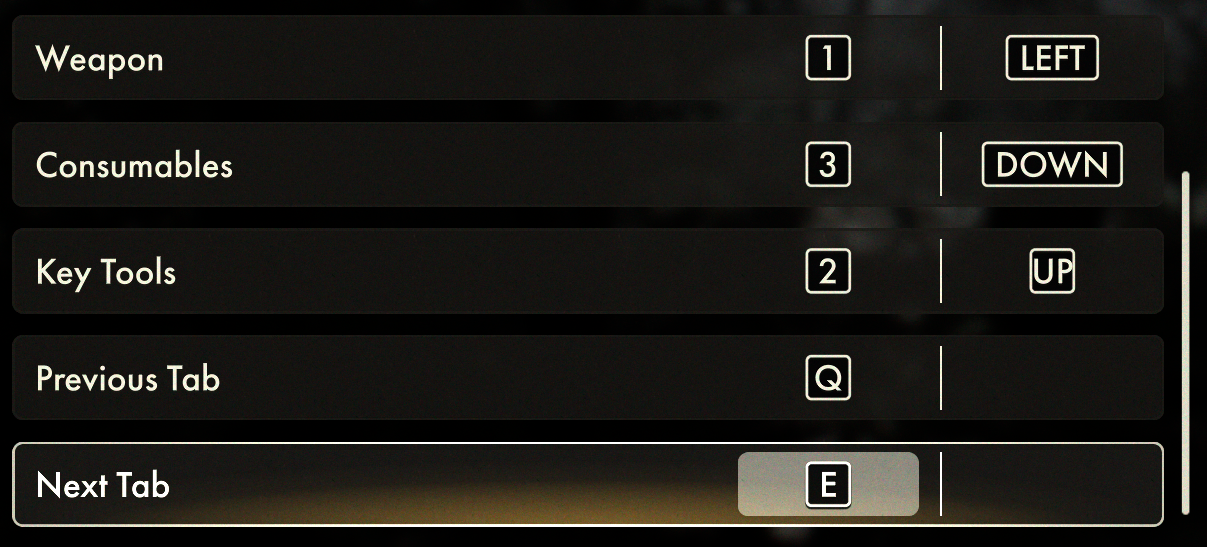 Weapon 1 LEFT
Consumables 3 DOWN
Key Tools 2 UP
Previous Tab Q
Next Tab E